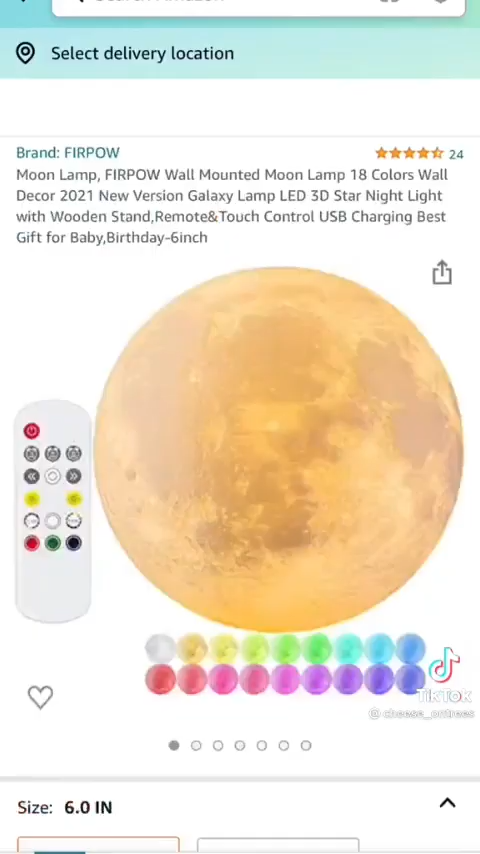 Select delivery location
Brand: FIRPOW
24
Moon Lamp, FIRPOW Wall Mounted Moon Lamp 18 Colors Wall
Decor 2021 New Version Galaxy Lamp LED 3D Star Night Light
with Wooden Stand,Remote&Touch Control USB Charging Best
Gift for Baby,Birthday-6inch
TikTok
@cheese_ontrees
Size: 6.0 IN